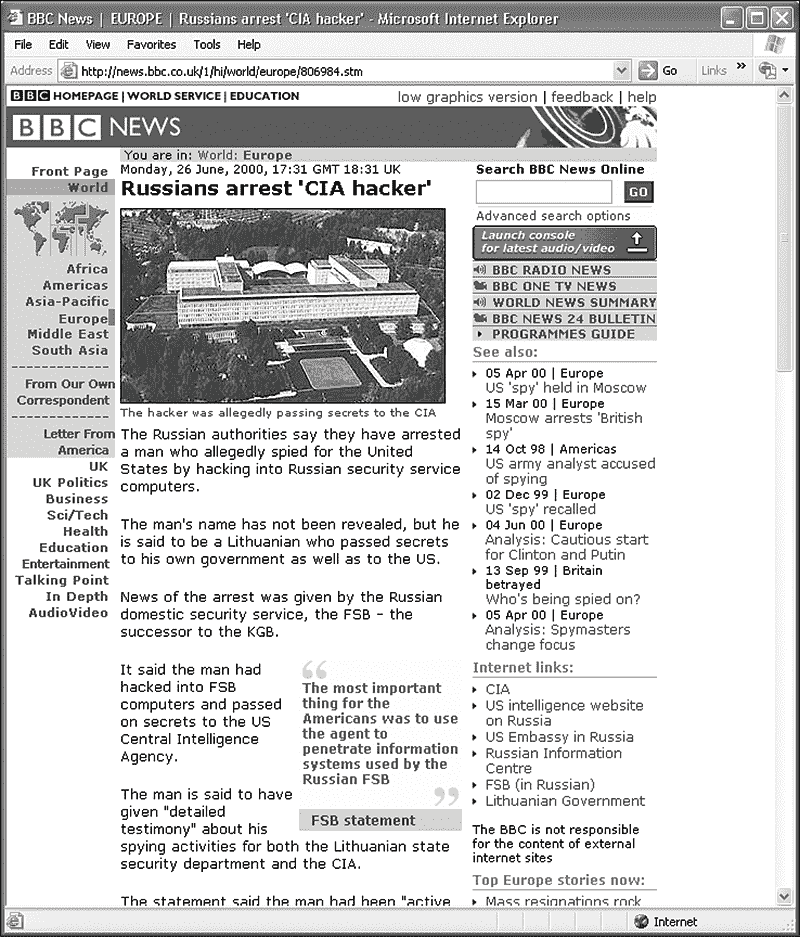 BBC News | EUROPE | Russians arrest 'CIA hacker' - Microsoft Internet Explorer
File Edit View Favorites Tools Help
Address http://news.bbc.co.uk/1/hi/world/europe/806984.stm Go Links »
BBC HOMEPAGE | WORLD SERVICE | EDUCATION
low graphics version | feedback | help
BBC NEWS
You are in: World: Europe
Front Page
World
Africa
Americas
Asia-Pacific
Europe
Middle East
South Asia
From Our Own
Correspondent
Letter From
America
UK
UK Politics
Business
Sci/Tech
Health
Education
Entertainment
Talking Point
In Depth
AudioVideo
Monday, 26 June, 2000, 17:31 GMT 18:31 UK
Russians arrest 'CIA hacker'
The hacker was allegedly passing secrets to the CIA
The Russian authorities say they have arrested
a man who allegedly spied for the United
States by hacking into Russian security service
computers.
The man's name has not been revealed, but he
is said to be a Lithuanian who passed secrets
to his own government as well as to the US.
News of the arrest was given by the Russian
domestic security service, the FSB - the
successor to the KGB.
It said the man had
hacked into FSB
computers and passed
on secrets to the US
Central Intelligence
Agency.
“
The most important
thing for the
Americans was to use
the agent to
penetrate information
systems used by the
Russian FSB
”
FSB statement
The man is said to have
given "detailed
testimony" about his
spying activities for both the Lithuanian state
security department and the CIA.
The statement said the man had been "active
Search BBC News Online
GO
Advanced search options
Launch console
for latest audio/video
BBC RADIO NEWS
BBC ONE TV NEWS
WORLD NEWS SUMMARY
BBC NEWS 24 BULLETIN
PROGRAMMES GUIDE
See also:
05 Apr 00 | Europe
US 'spy' held in Moscow
15 Mar 00 | Europe
Moscow arrests 'British
spy'
14 Oct 98 | Americas
US army analyst accused
of spying
02 Dec 99 | Europe
US 'spy' recalled
04 Jun 00 | Europe
Analysis: Cautious start
for Clinton and Putin
13 Sep 99 | Britain
betrayed
Who's being spied on?
05 Apr 00 | Europe
Analysis: Spymasters
change focus
Internet links:
CIA
US intelligence website
on Russia
US Embassy in Russia
Russian Information
Centre
FSB (in Russian)
Lithuanian Government
The BBC is not responsible
for the content of external
internet sites
Top Europe stories now:
Mass resignations rock
Internet